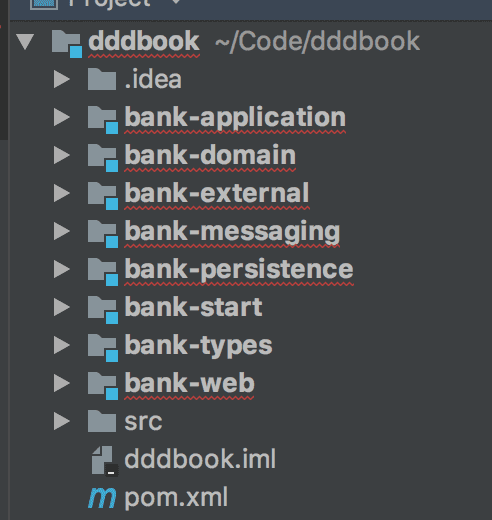 Project
dddbook ~/Code/dddbook
.idea
bank-application
bank-domain
bank-external
bank-messaging
bank-persistence
bank-start
bank-types
bank-web
src
dddbook.iml
pom.xml